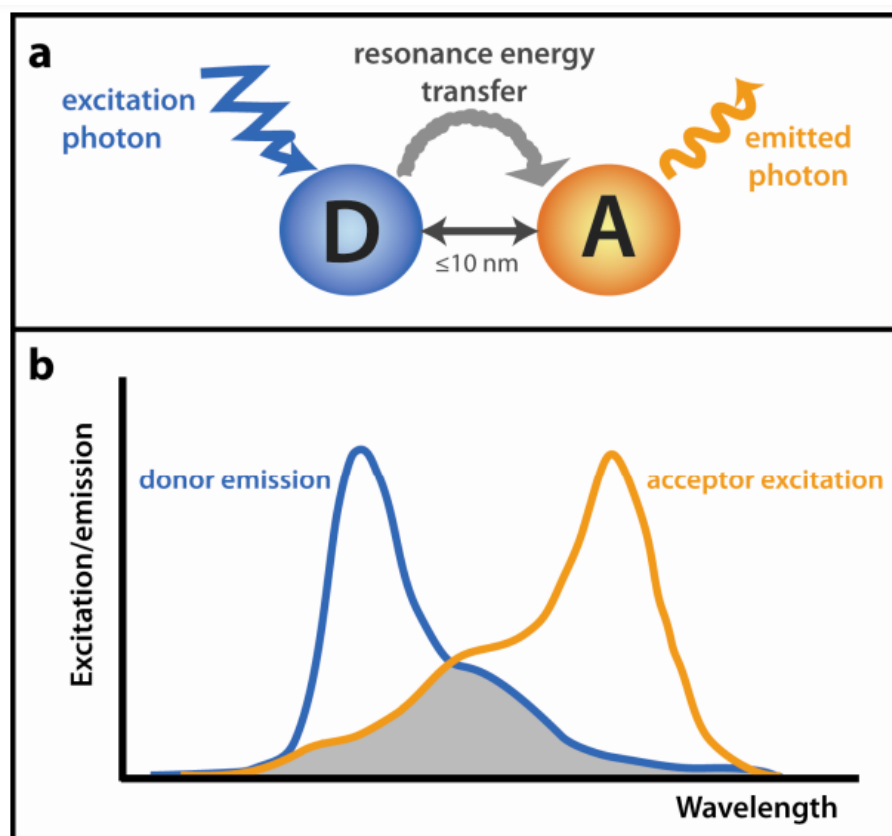 a
resonance energy
transfer
excitation
photon
emitted
photon
D
A
≤10 nm
b
Excitation/emission
donor emission
acceptor excitation
Wavelength